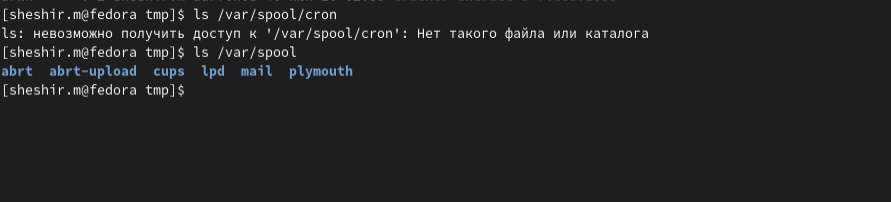 [sheshir.m@fedora tmp]$ ls /var/spool/cron
ls: невозможно получить доступ к '/var/spool/cron': Нет такого файла или каталога
[sheshir.m@fedora tmp]$ ls /var/spool
abrt  abrt-upload  cups  lpd  mail  plymouth
[sheshir.m@fedora tmp]$